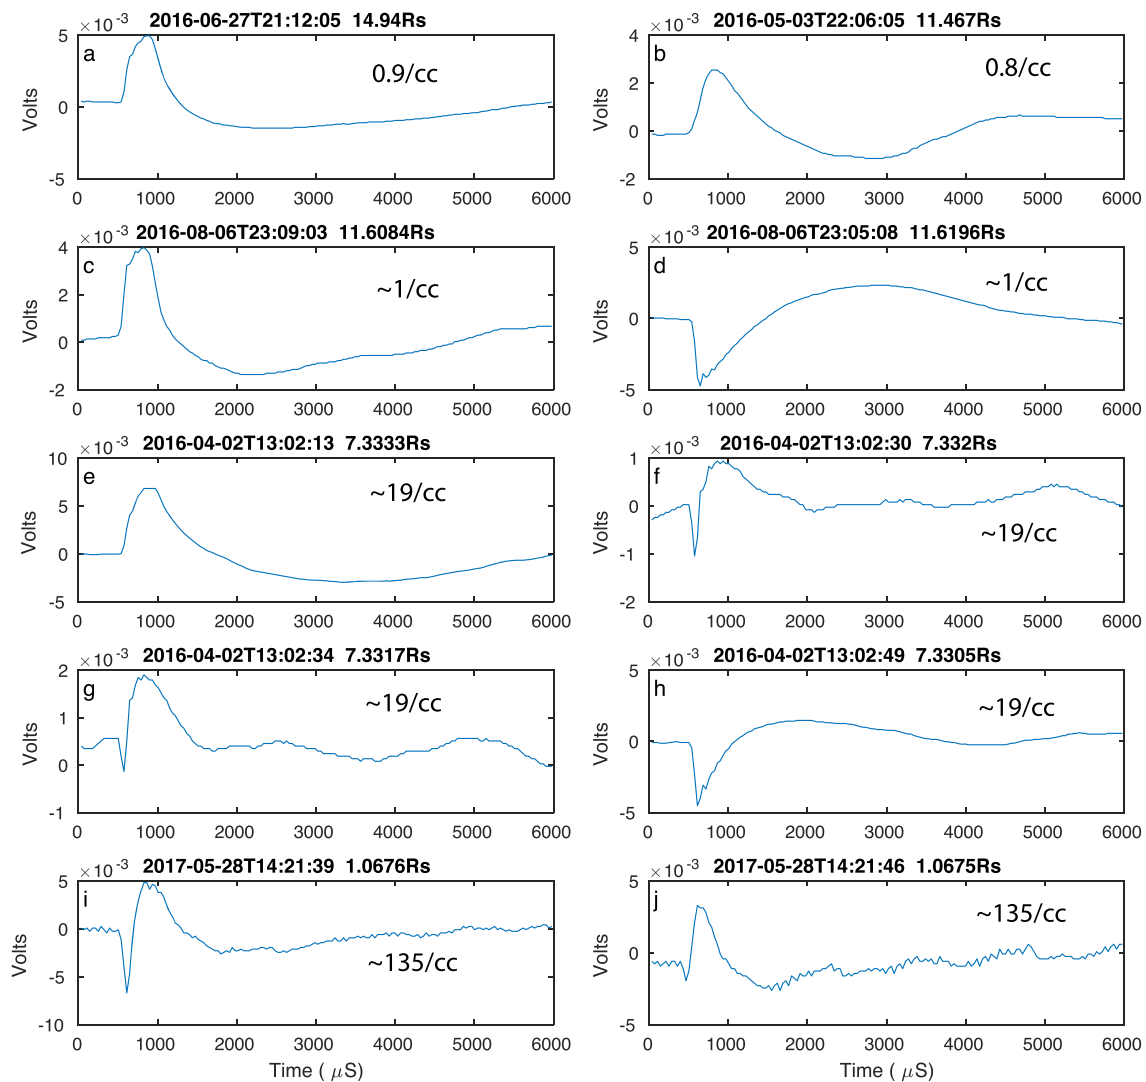 ×10⁻³ 2016-06-27T21:12:05 14.94Rs
a
0.9/cc
5
0
-5
Volts
0 1000 2000 3000 4000 5000 6000
×10⁻³ 2016-05-03T22:06:05 11.467Rs
b
0.8/cc
4
2
0
-2
Volts
0 1000 2000 3000 4000 5000 6000
×10⁻³ 2016-08-06T23:09:03 11.6084Rs
c
~1/cc
4
2
0
-2
Volts
0 1000 2000 3000 4000 5000 6000
×10⁻³ 2016-08-06T23:05:08 11.6196Rs
d
~1/cc
5
0
-5
Volts
0 1000 2000 3000 4000 5000 6000
×10⁻³ 2016-04-02T13:02:13 7.3333Rs
e
~19/cc
10
5
0
-5
Volts
0 1000 2000 3000 4000 5000 6000
×10⁻³ 2016-04-02T13:02:30 7.332Rs
f
~19/cc
1
0
-1
-2
Volts
0 1000 2000 3000 4000 5000 6000
×10⁻³ 2016-04-02T13:02:34 7.3317Rs
g
~19/cc
2
1
0
-1
Volts
0 1000 2000 3000 4000 5000 6000
×10⁻³ 2016-04-02T13:02:49 7.3305Rs
h
~19/cc
5
0
-5
Volts
0 1000 2000 3000 4000 5000 6000
×10⁻³ 2017-05-28T14:21:39 1.0676Rs
i
~135/cc
5
0
-5
-10
Volts
0 1000 2000 3000 4000 5000 6000
Time ( μS)
×10⁻³ 2017-05-28T14:21:46 1.0675Rs
j
~135/cc
5
0
-5
Volts
0 1000 2000 3000 4000 5000 6000
Time ( μS)